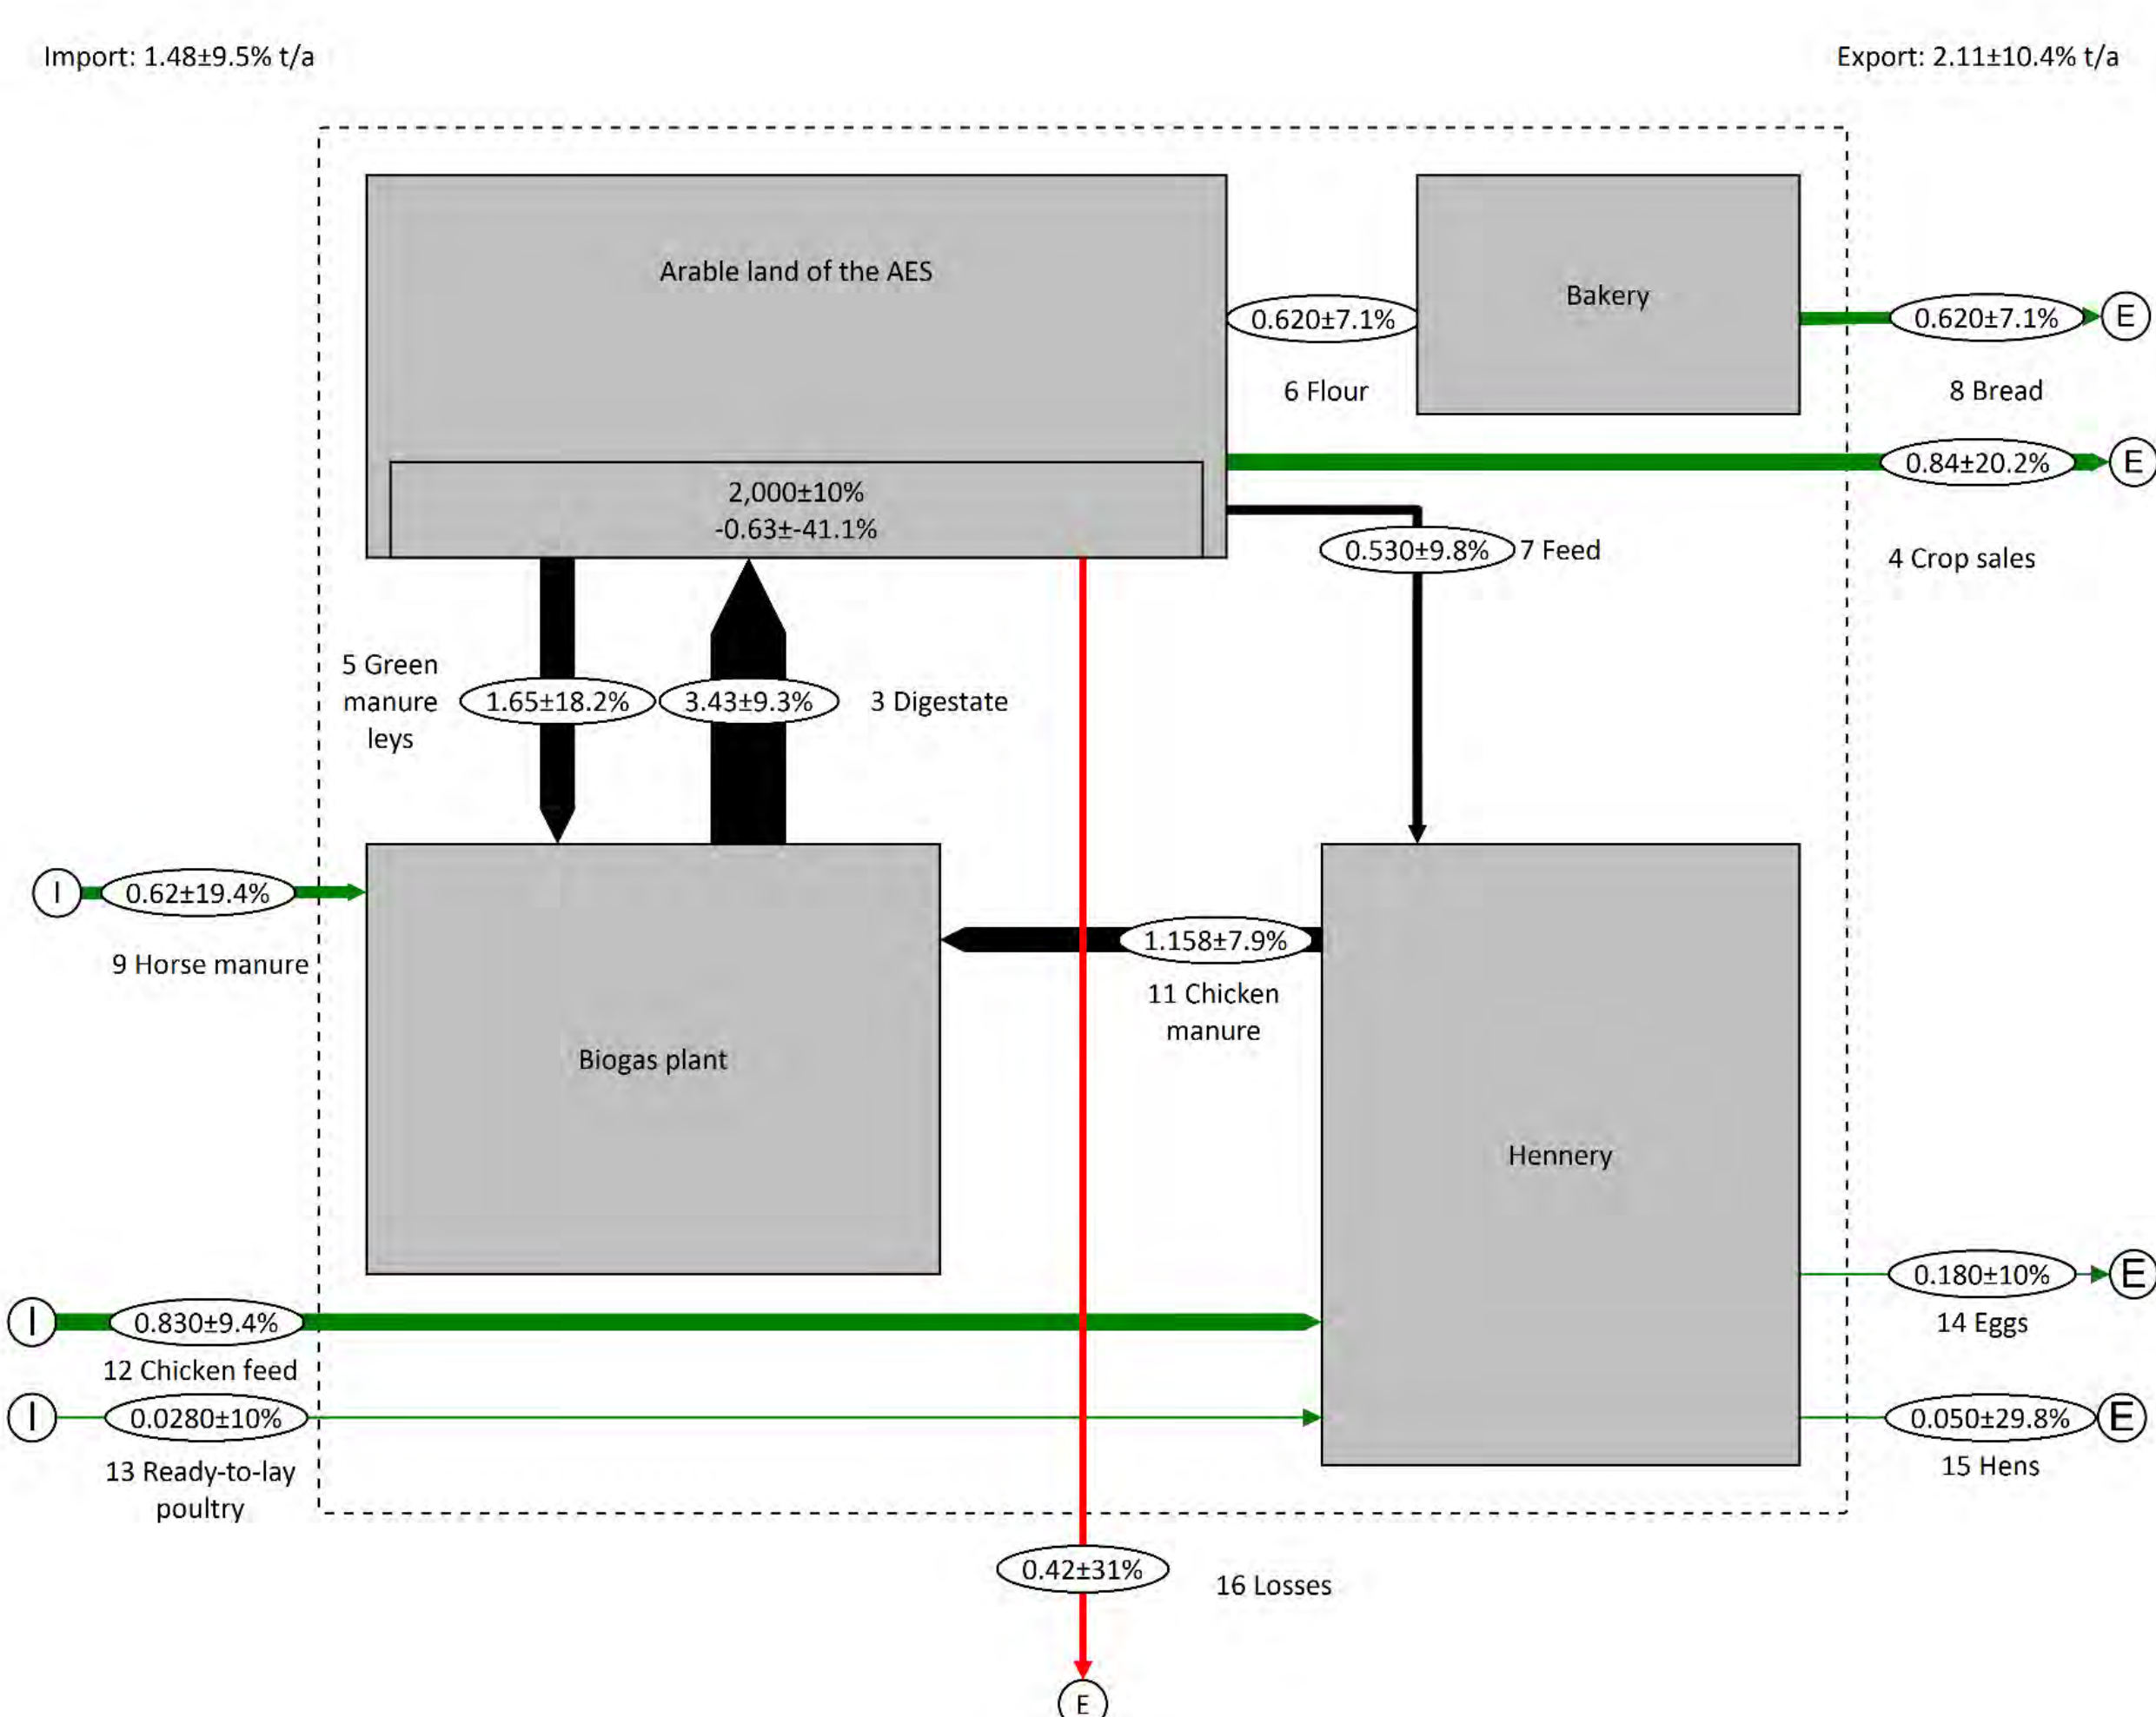 Import: 1.48±9.5% t/a
Export: 2.11±10.4% t/a
Arable land of the AES
Bakery
0.620±7.1%
6 Flour
0.620±7.1%
E
8 Bread
0.84±20.2%
E
4 Crop sales
2,000±10%
-0.63±-41.1%
0.530±9.8%
7 Feed
5 Green
manure
leys
1.65±18.2%
3.43±9.3%
3 Digestate
I
0.62±19.4%
9 Horse manure
1.158±7.9%
11 Chicken
manure
Biogas plant
Hennery
0.180±10%
E
14 Eggs
I
0.830±9.4%
12 Chicken feed
I
0.0280±10%
13 Ready-to-lay
poultry
0.050±29.8%
E
15 Hens
0.42±31%
16 Losses
E